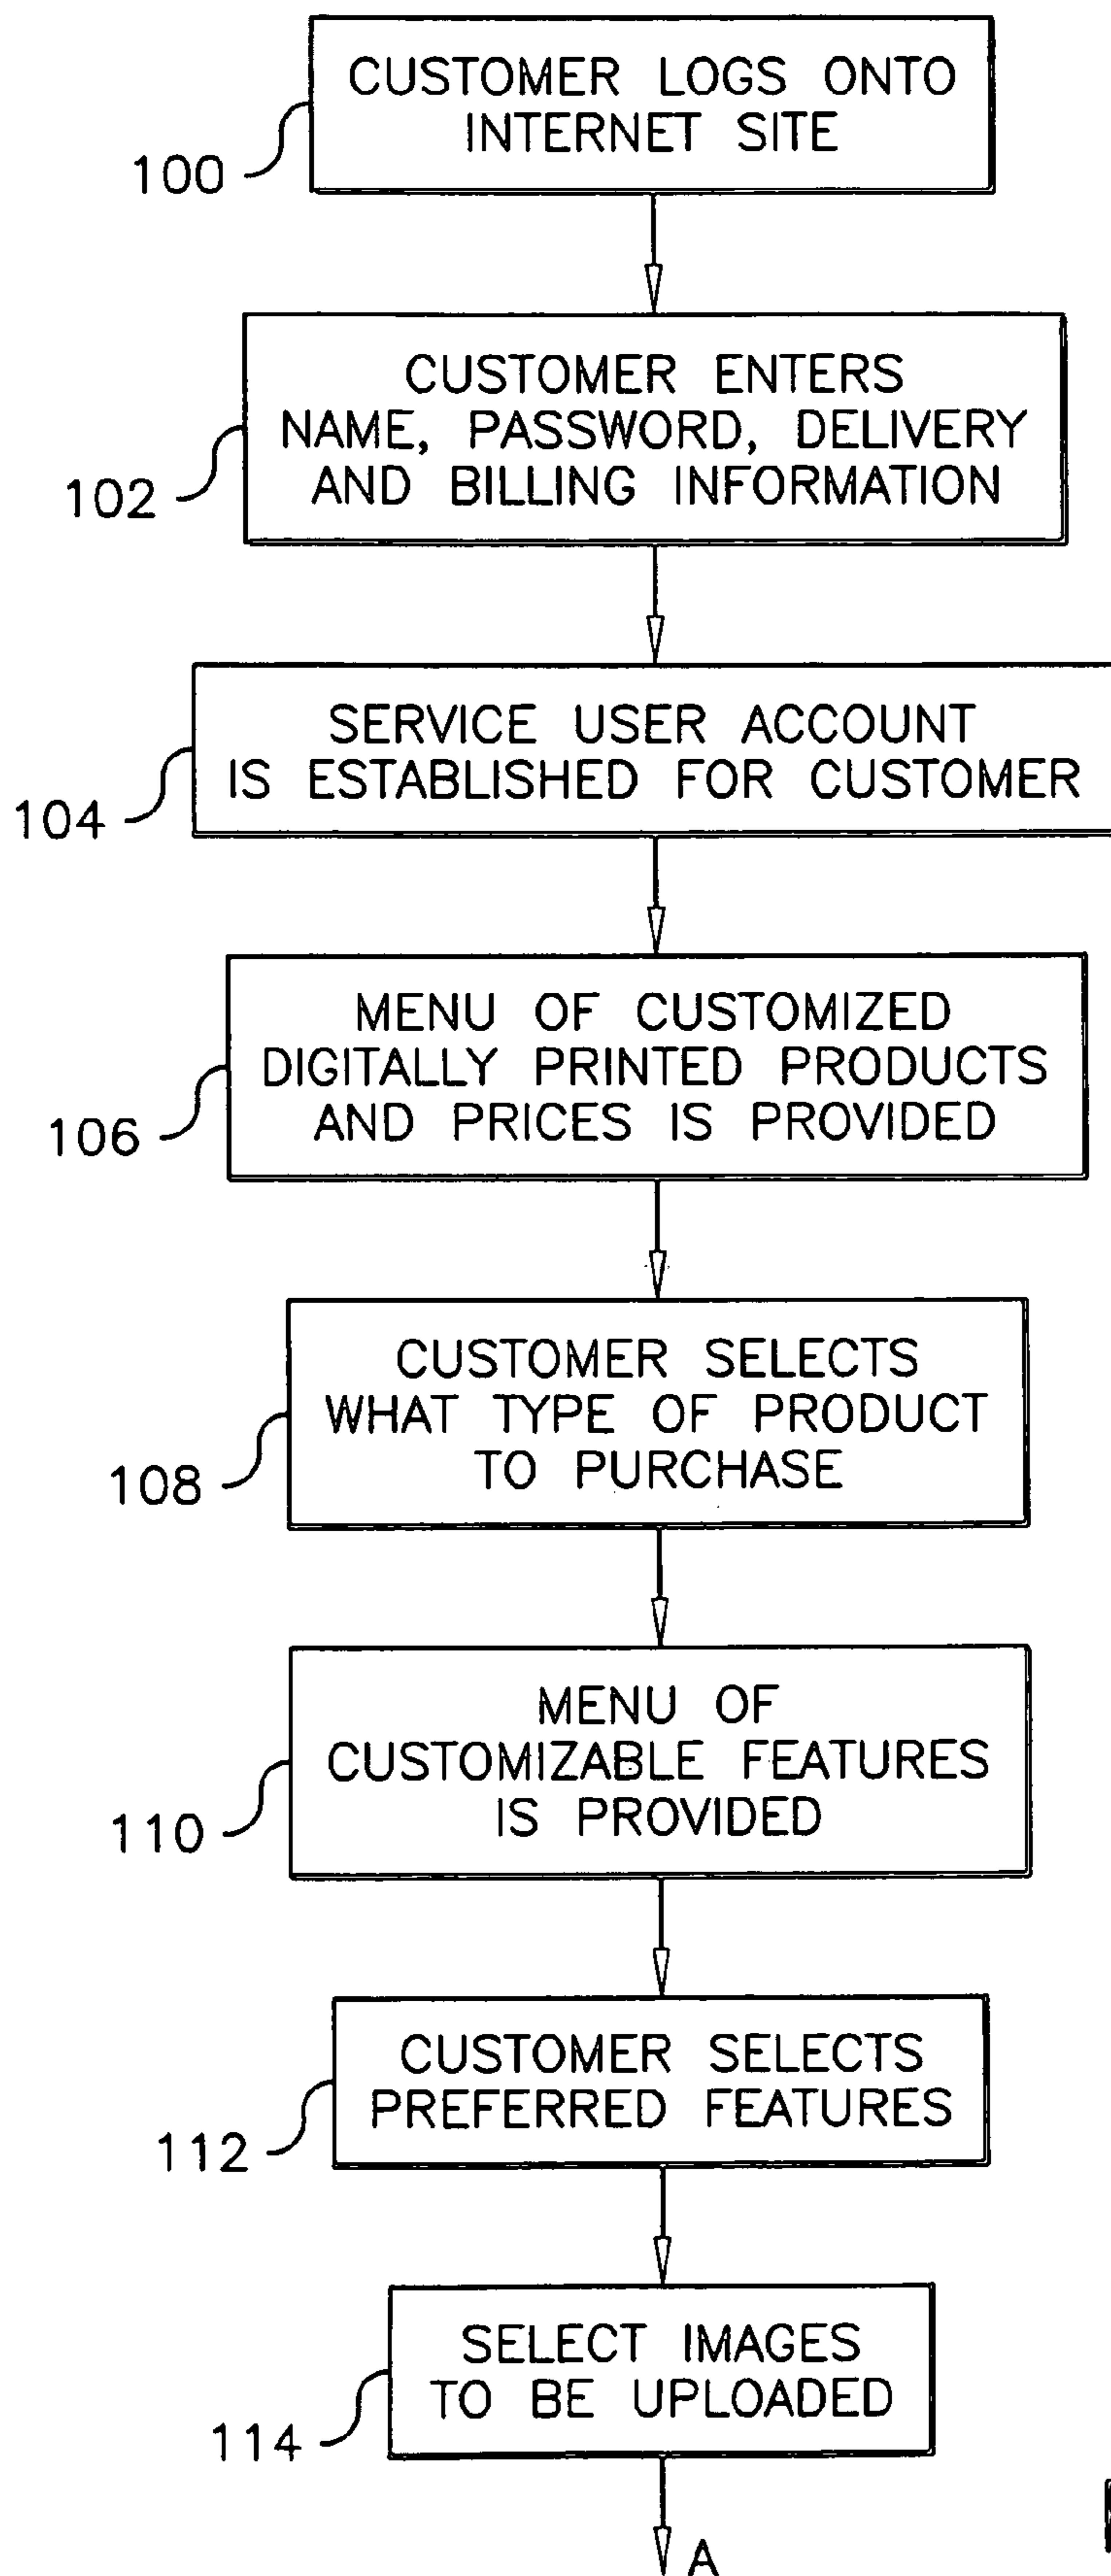 CUSTOMER LOGS ONTO
INTERNET SITE
100
CUSTOMER ENTERS
NAME, PASSWORD, DELIVERY
AND BILLING INFORMATION
102
SERVICE USER ACCOUNT
IS ESTABLISHED FOR CUSTOMER
104
MENU OF CUSTOMIZED
DIGITALLY PRINTED PRODUCTS
AND PRICES IS PROVIDED
106
CUSTOMER SELECTS
WHAT TYPE OF PRODUCT
TO PURCHASE
108
MENU OF
CUSTOMIZABLE FEATURES
IS PROVIDED
110
CUSTOMER SELECTS
PREFERRED FEATURES
112
SELECT IMAGES
TO BE UPLOADED
114
A